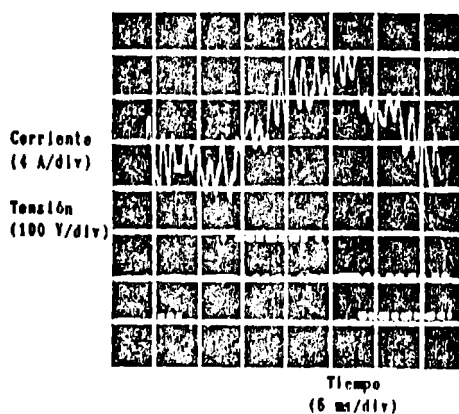 Corriente
(4 A/div)
Tensión
(100 V/div)
Tiempo
(5 ms/div)